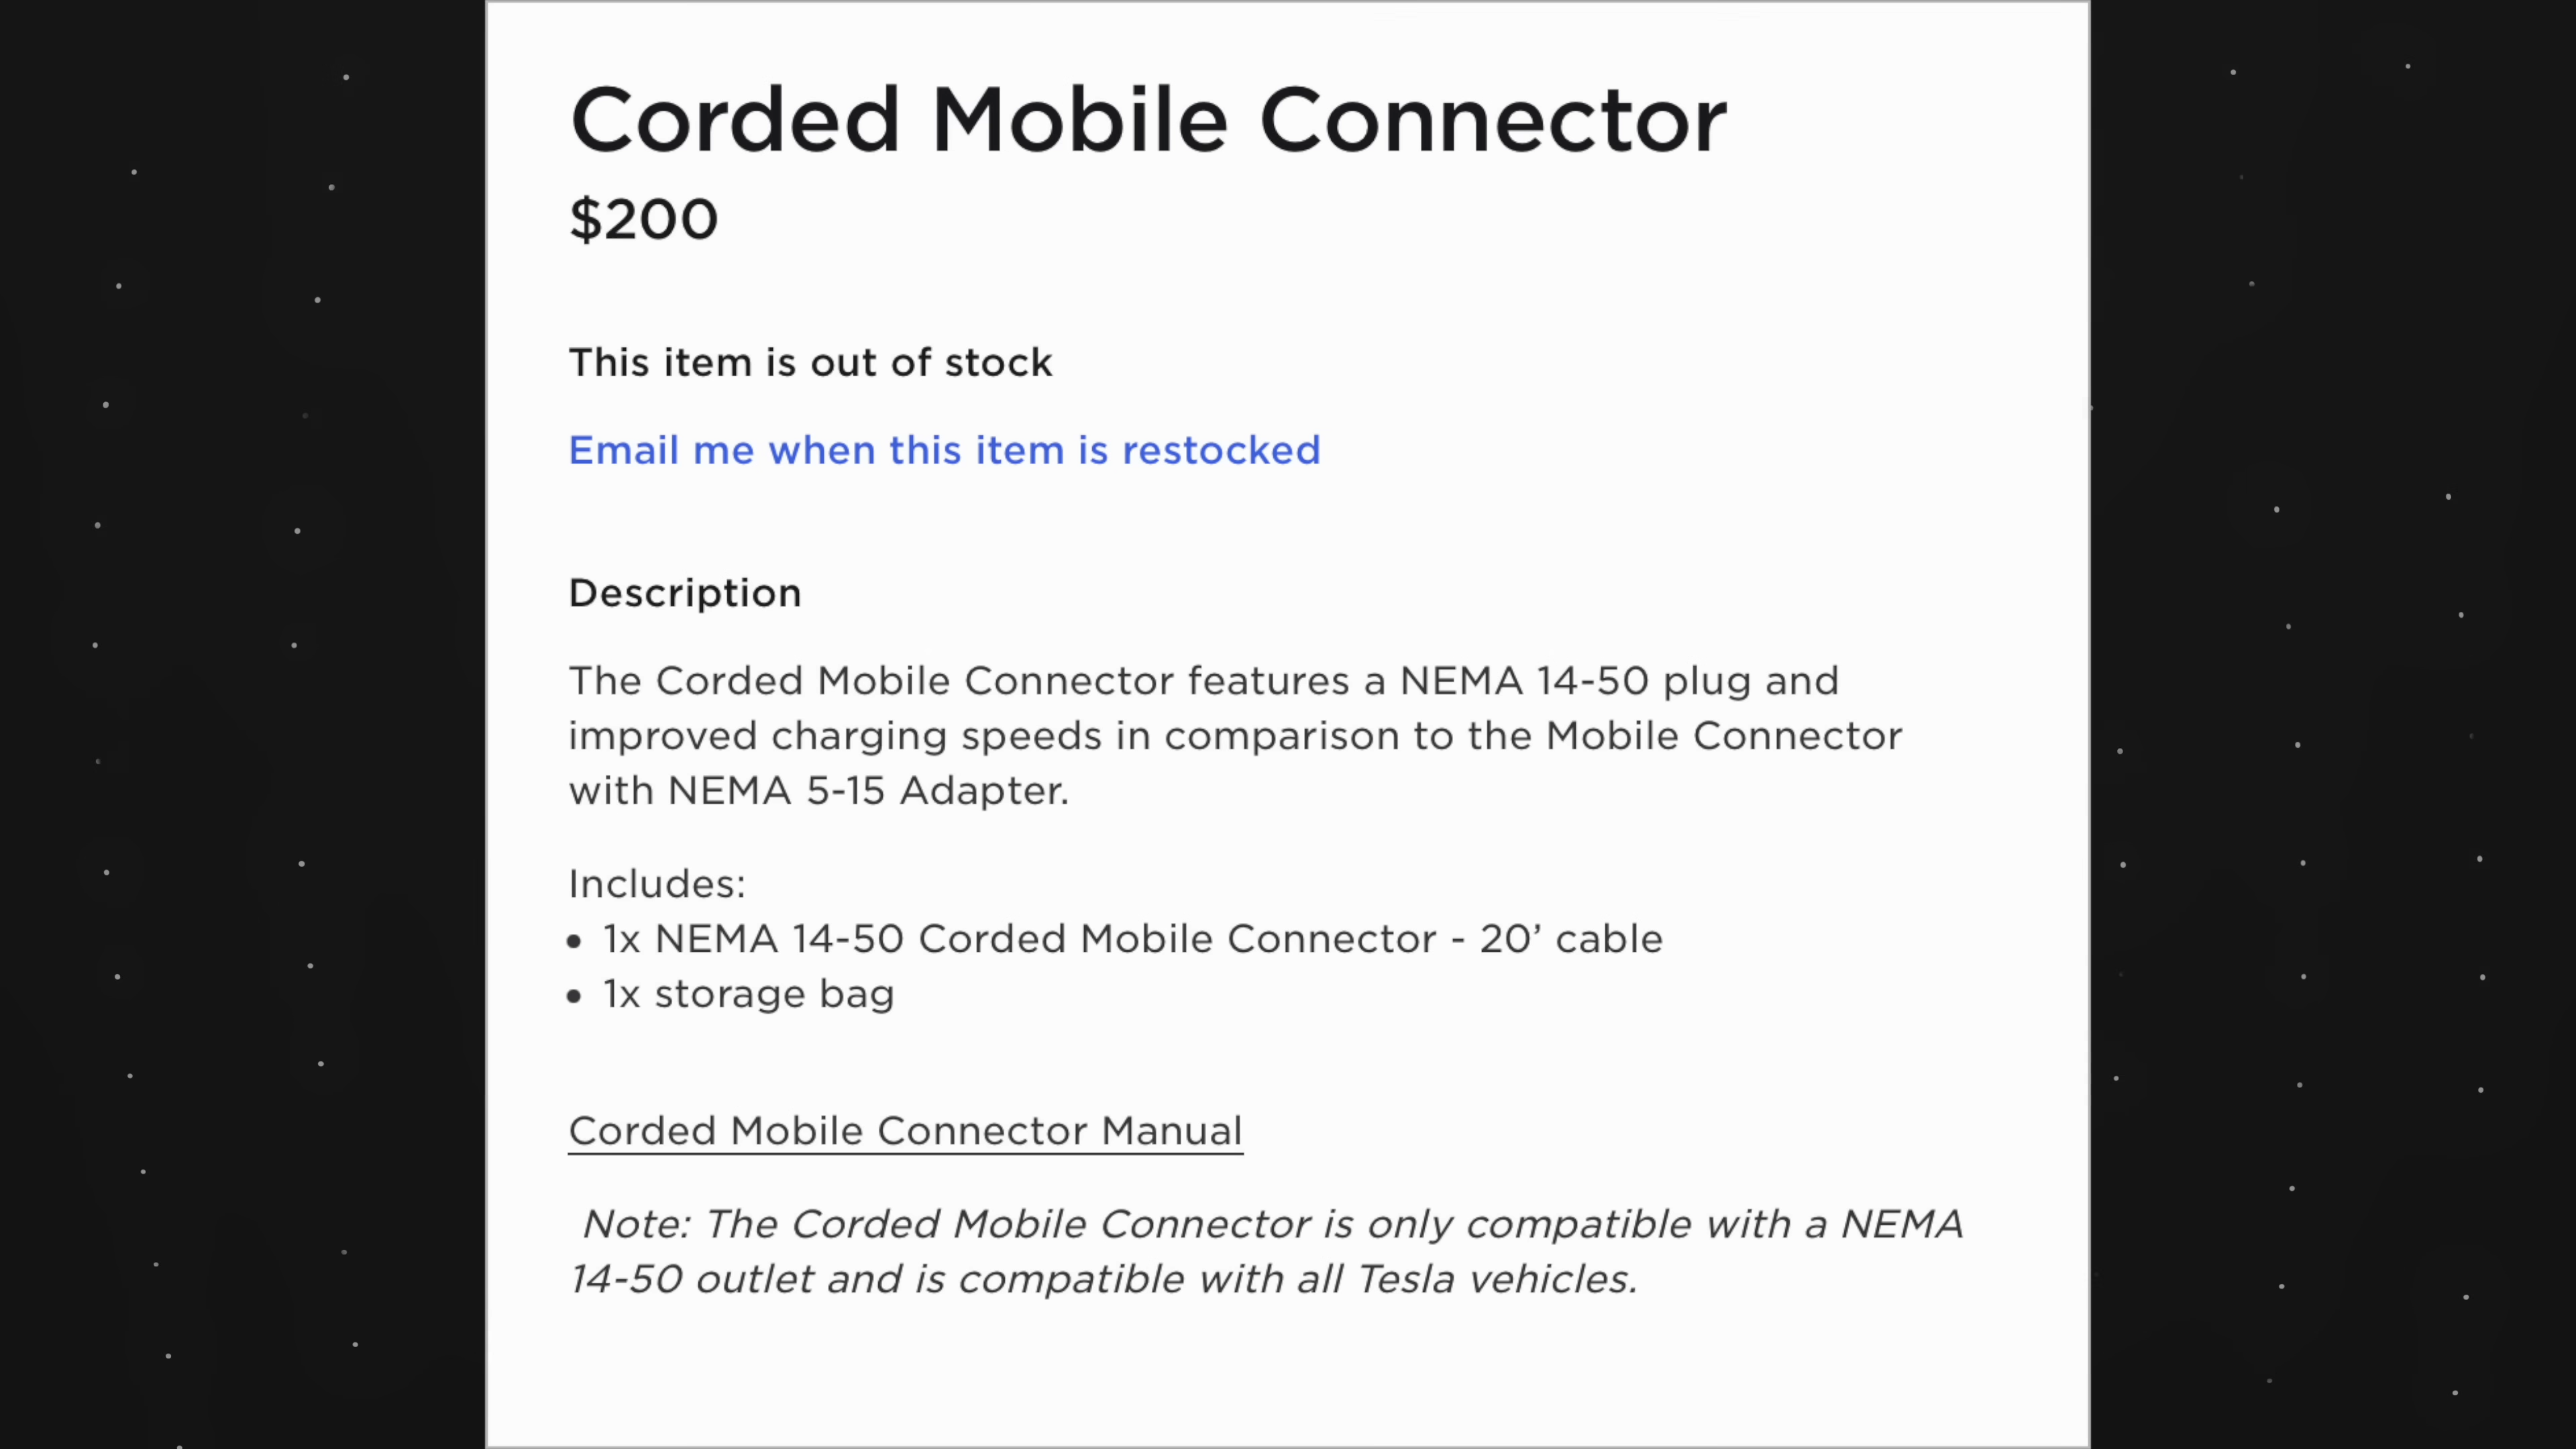 Corded Mobile Connector
$200
This item is out of stock
Email me when this item is restocked
Description
The Corded Mobile Connector features a NEMA 14-50 plug and
improved charging speeds in comparison to the Mobile Connector
with NEMA 5-15 Adapter.
Includes:
• 1x NEMA 14-50 Corded Mobile Connector - 20’ cable
• 1x storage bag
Corded Mobile Connector Manual
Note: The Corded Mobile Connector is only compatible with a NEMA
14-50 outlet and is compatible with all Tesla vehicles.